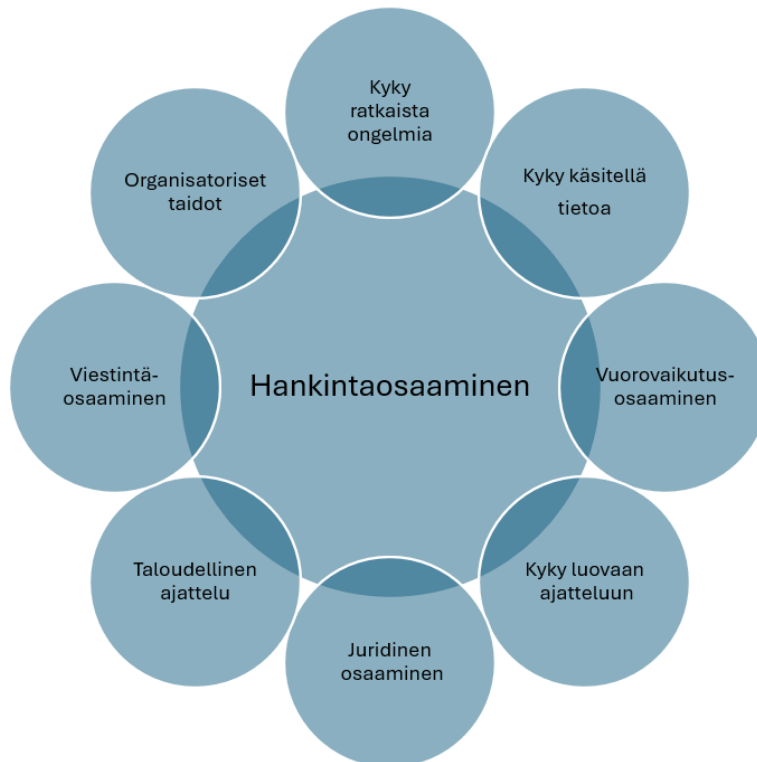 Kyky
ratkaista
ongelmia
Kyky käsitellä
tietoa
Vuorovaikutus-
osaaminen
Kyky luovaan
ajatteluun
Juridinen
osaaminen
Taloudellinen
ajattelu
Viestintä-
osaaminen
Organisatoriset
taidot
Hankintaosaaminen